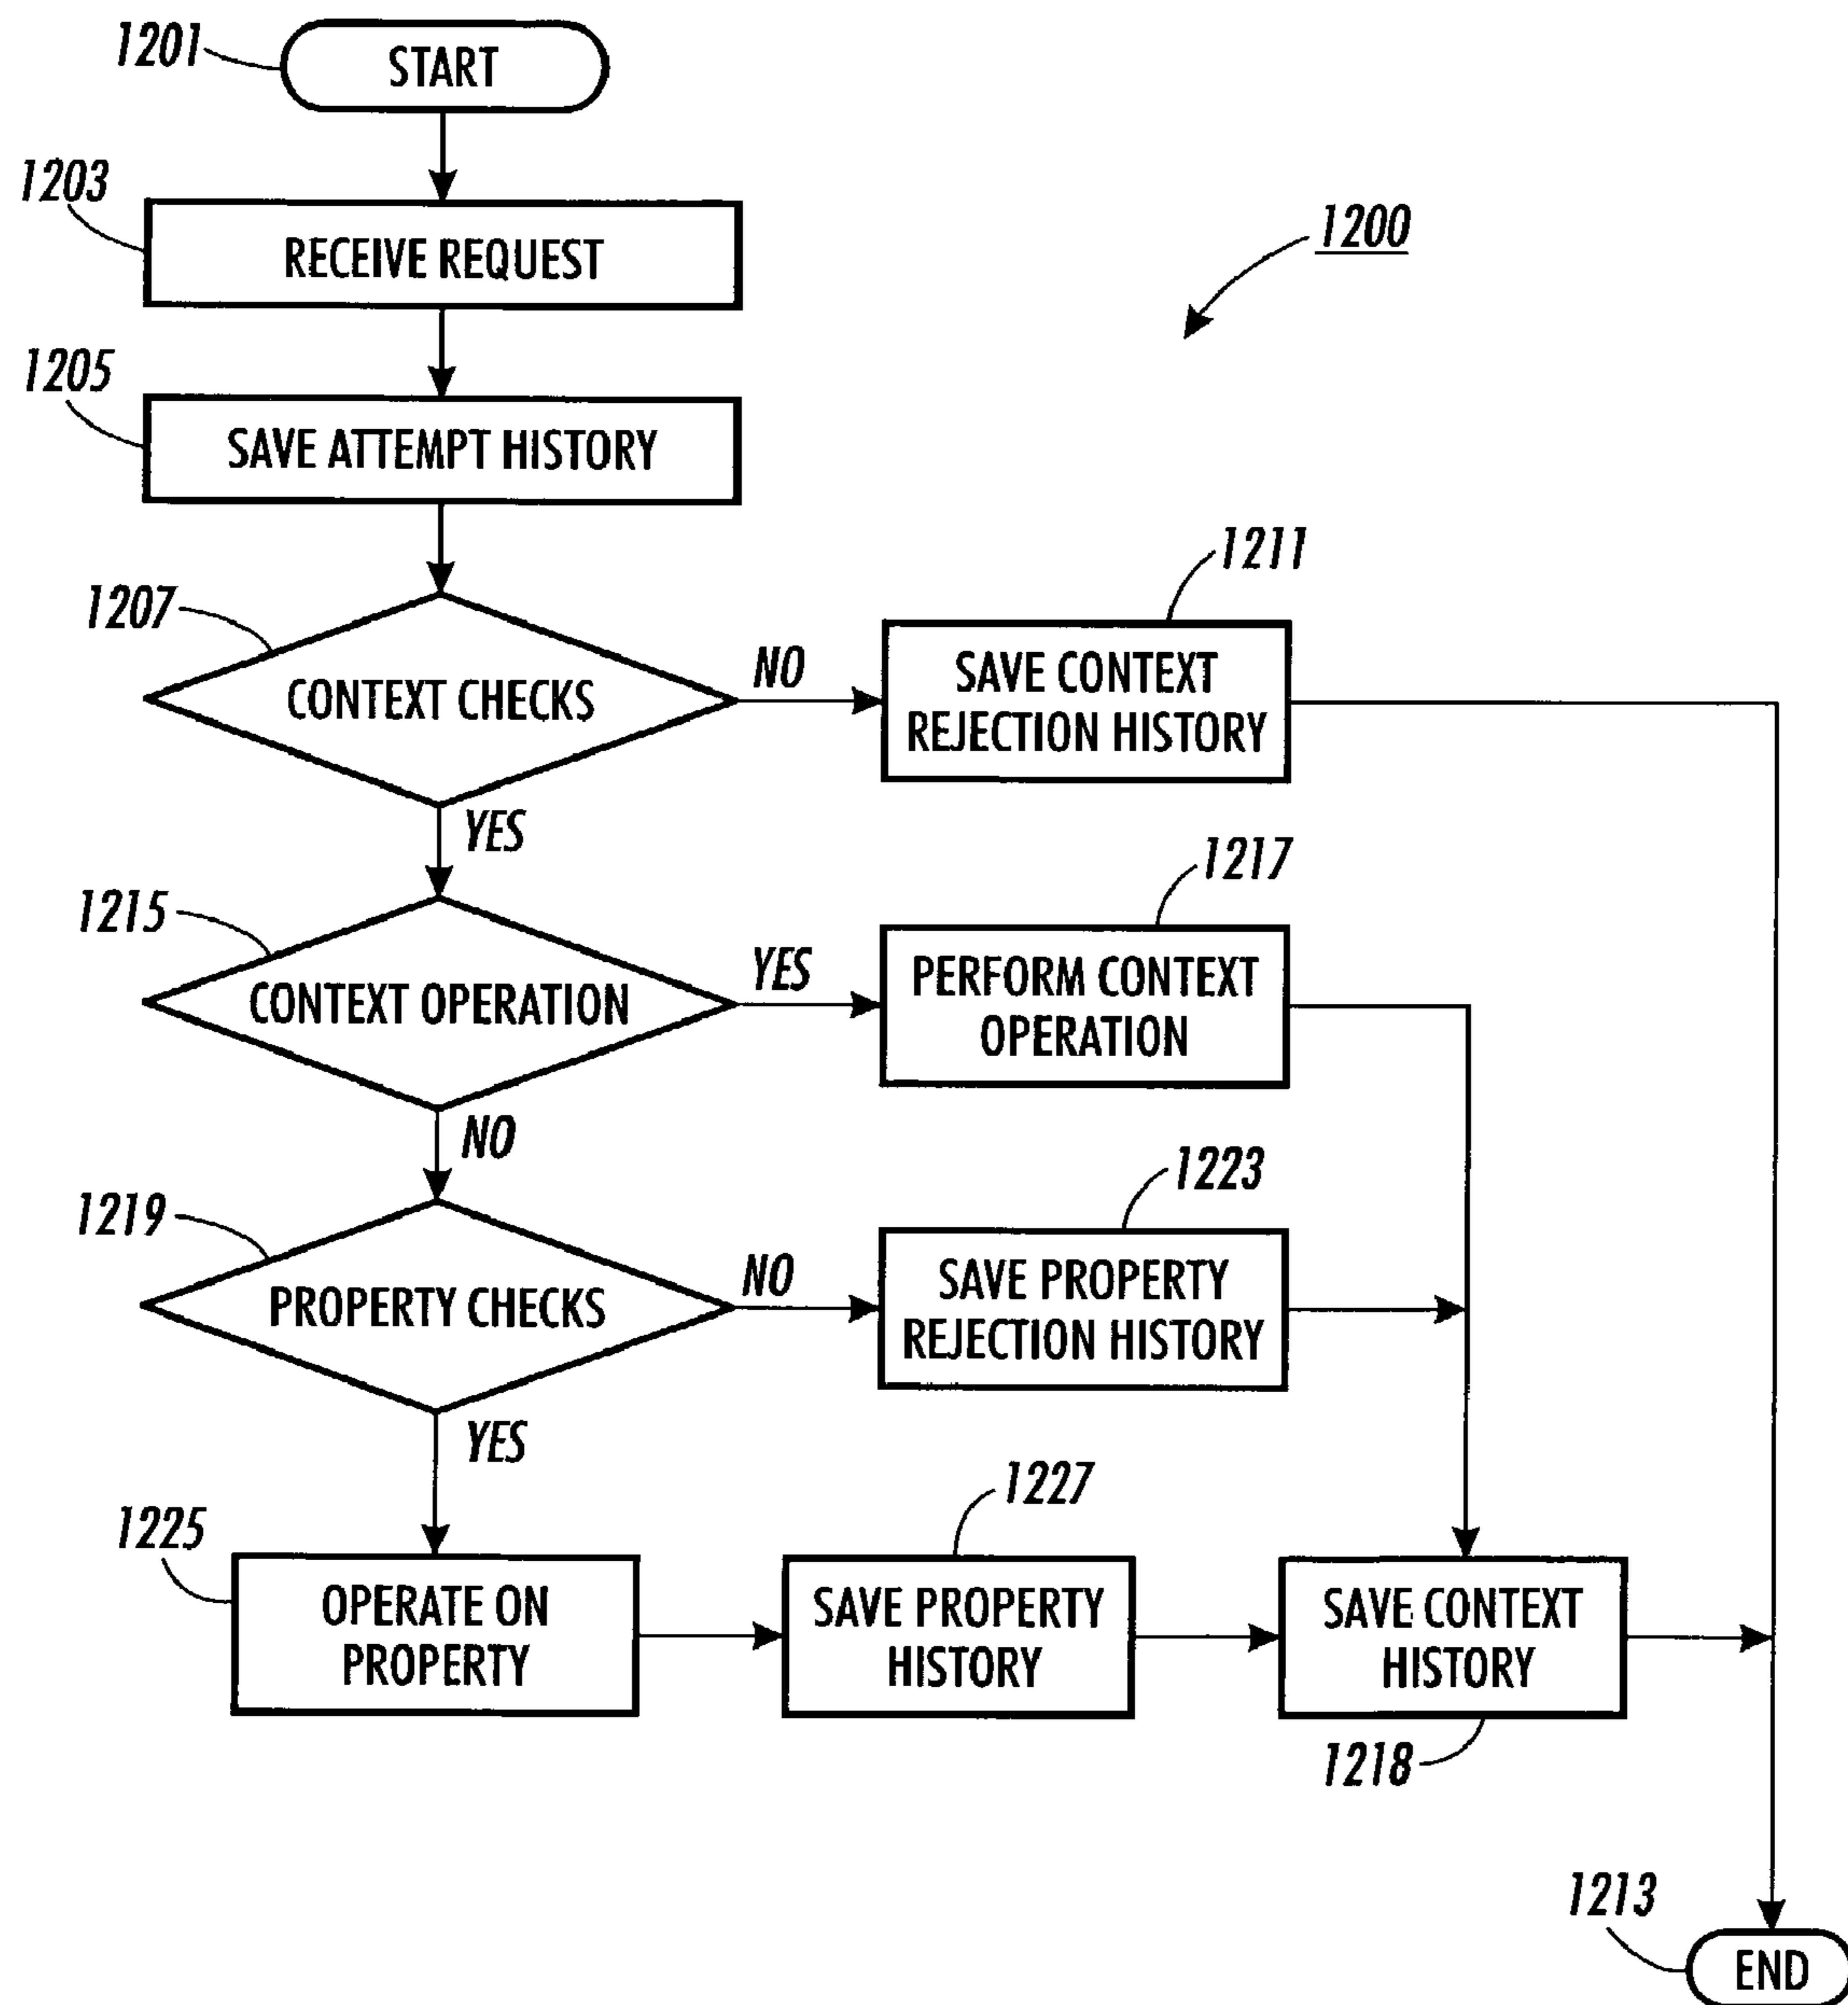 1201
START
1203
RECEIVE REQUEST
1200
1205
SAVE ATTEMPT HISTORY
1207
CONTEXT CHECKS
NO
1211
SAVE CONTEXT
REJECTION HISTORY
YES
1215
CONTEXT OPERATION
YES
1217
PERFORM CONTEXT
OPERATION
NO
1219
PROPERTY CHECKS
NO
1223
SAVE PROPERTY
REJECTION HISTORY
YES
1225
OPERATE ON
PROPERTY
1227
SAVE PROPERTY
HISTORY
SAVE CONTEXT
HISTORY
1218
1213
END